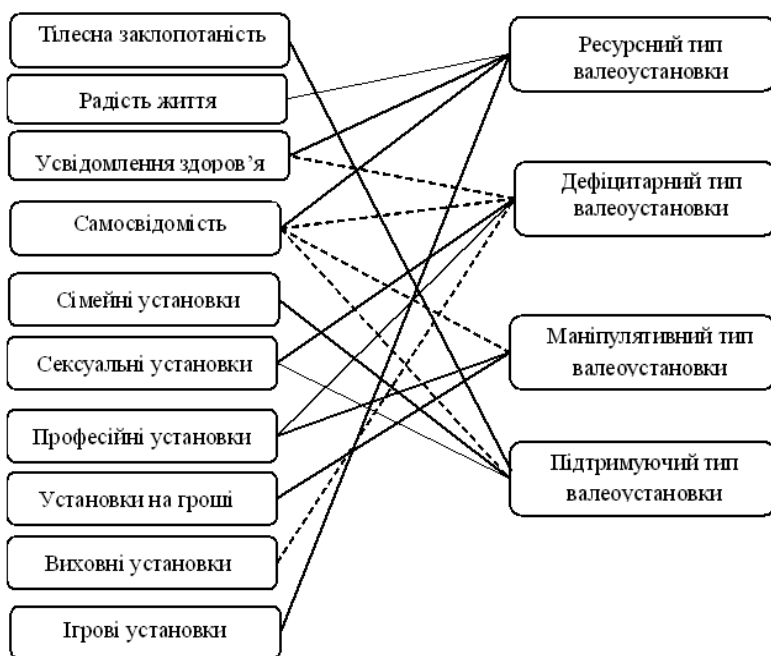 Тілесна заклопотаність
Радість життя
Усвідомлення здоров’я
Самосвідомість
Сімейні установки
Сексуальні установки
Професійні установки
Установки на гроші
Виховні установки
Ігрові установки
Ресурсний тип
валеоустановки
Дефіцитарний тип
валеоустановки
Маніпулятивний тип
валеоустановки
Підтримуючий тип
валеоустановки